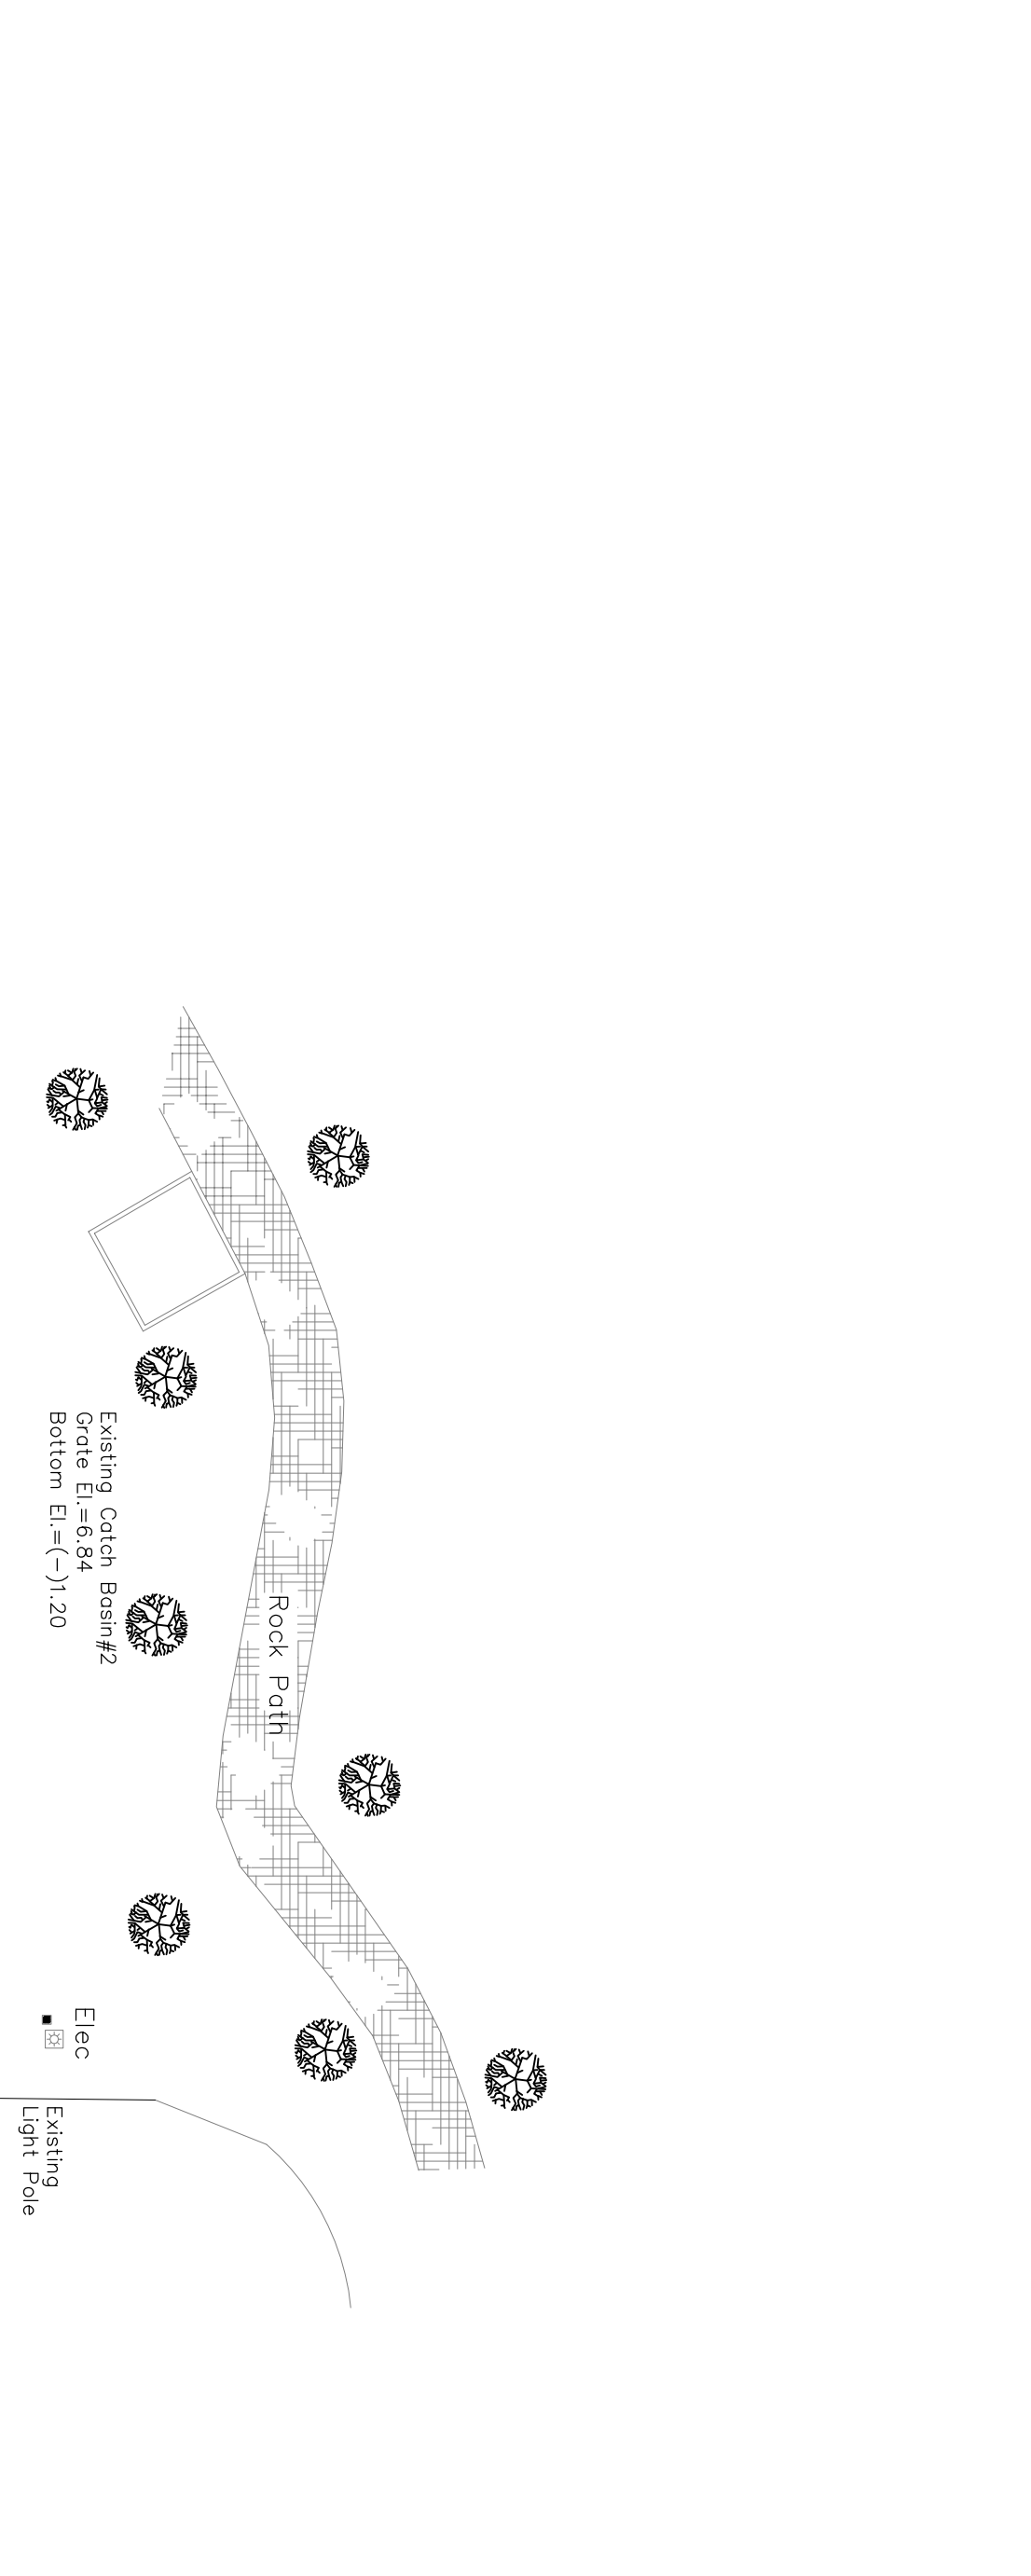 Existing Catch Basin#2
Grate El.=6.84
Bottom El.=(-)1.20
Rock Path
Elec
Existing
Light Pole